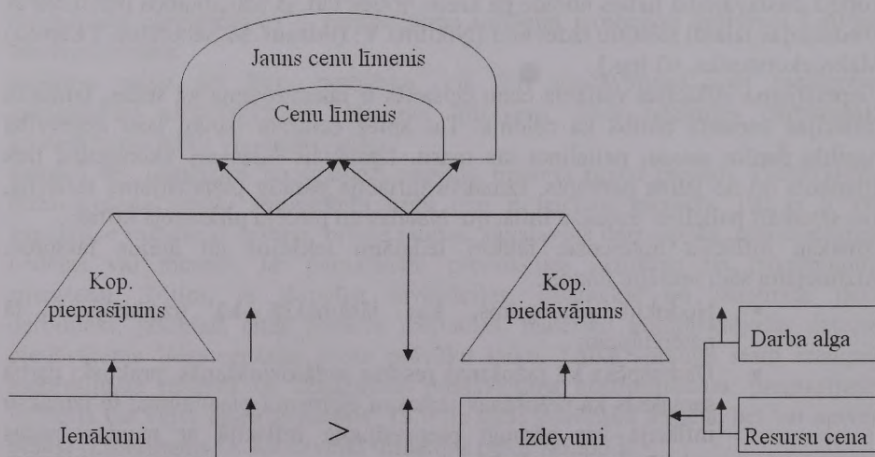 Jauns cenu līmenis
Cenu līmenis
Kop.
pieprasījums
Kop.
piedāvājums
Darba alga
Ienākumi
>
Izdevumi
Resursu cena